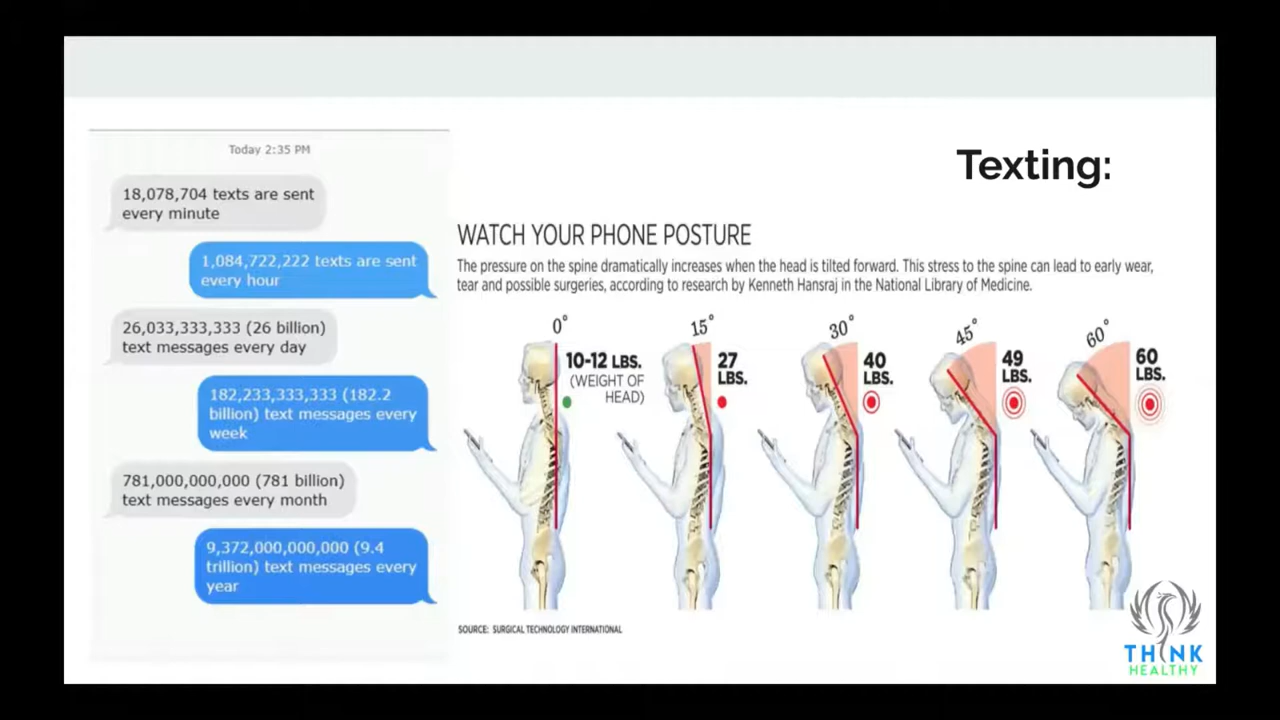 Today 2:35 PM
18,078,704 texts are sent
every minute
1,084,722,222 texts are sent
every hour
26,033,333,333 (26 billion)
text messages every day
182,233,333,333 (182.2
billion) text messages every
week
781,000,000,000 (781 billion)
text messages every month
9,372,000,000,000 (9.4
trillion) text messages every
year
Texting:
WATCH YOUR PHONE POSTURE
The pressure on the spine dramatically increases when the head is tilted forward. This stress to the spine can lead to early wear,
tear and possible surgeries, according to research by Kenneth Hansraj in the National Library of Medicine.
0°
10-12 LBS.
(WEIGHT OF
HEAD)
15°
27
LBS.
30°
40
LBS.
45°
49
LBS.
60°
60
LBS.
SOURCE: SURGICAL TECHNOLOGY INTERNATIONAL
THINK
HEALTHY